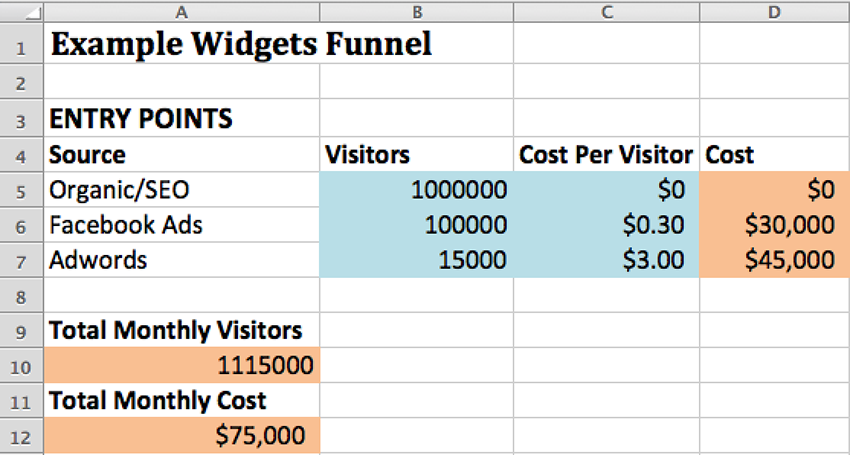 A B C D
1 Example Widgets Funnel
2
3 ENTRY POINTS
4 Source Visitors Cost Per Visitor Cost
5 Organic/SEO 1000000 $0 $0
6 Facebook Ads 100000 $0.30 $30,000
7 Adwords 15000 $3.00 $45,000
8
9 Total Monthly Visitors
10 1115000
11 Total Monthly Cost
12 $75,000